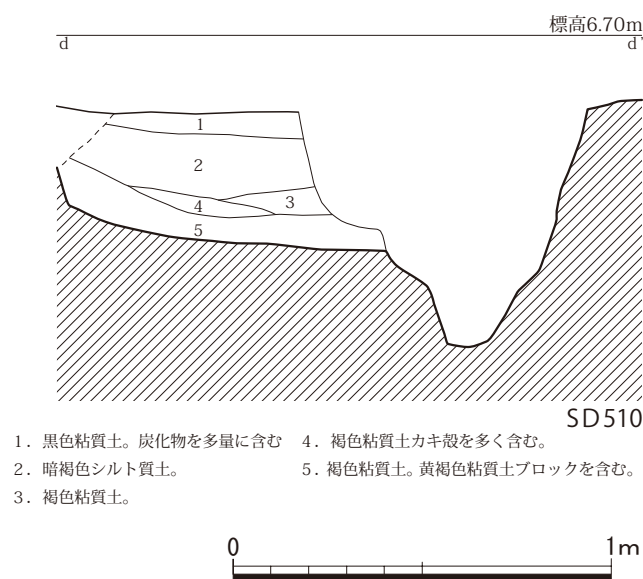 標高6.70m
d d'
1
2
3
4
5
SD510
1．黒色粘質土。炭化物を多量に含む
2．暗褐色シルト質土。
3．褐色粘質土。
4．褐色粘質土カキ殻を多く含む。
5．褐色粘質土。黄褐色粘質土ブロックを含む。
0 1m